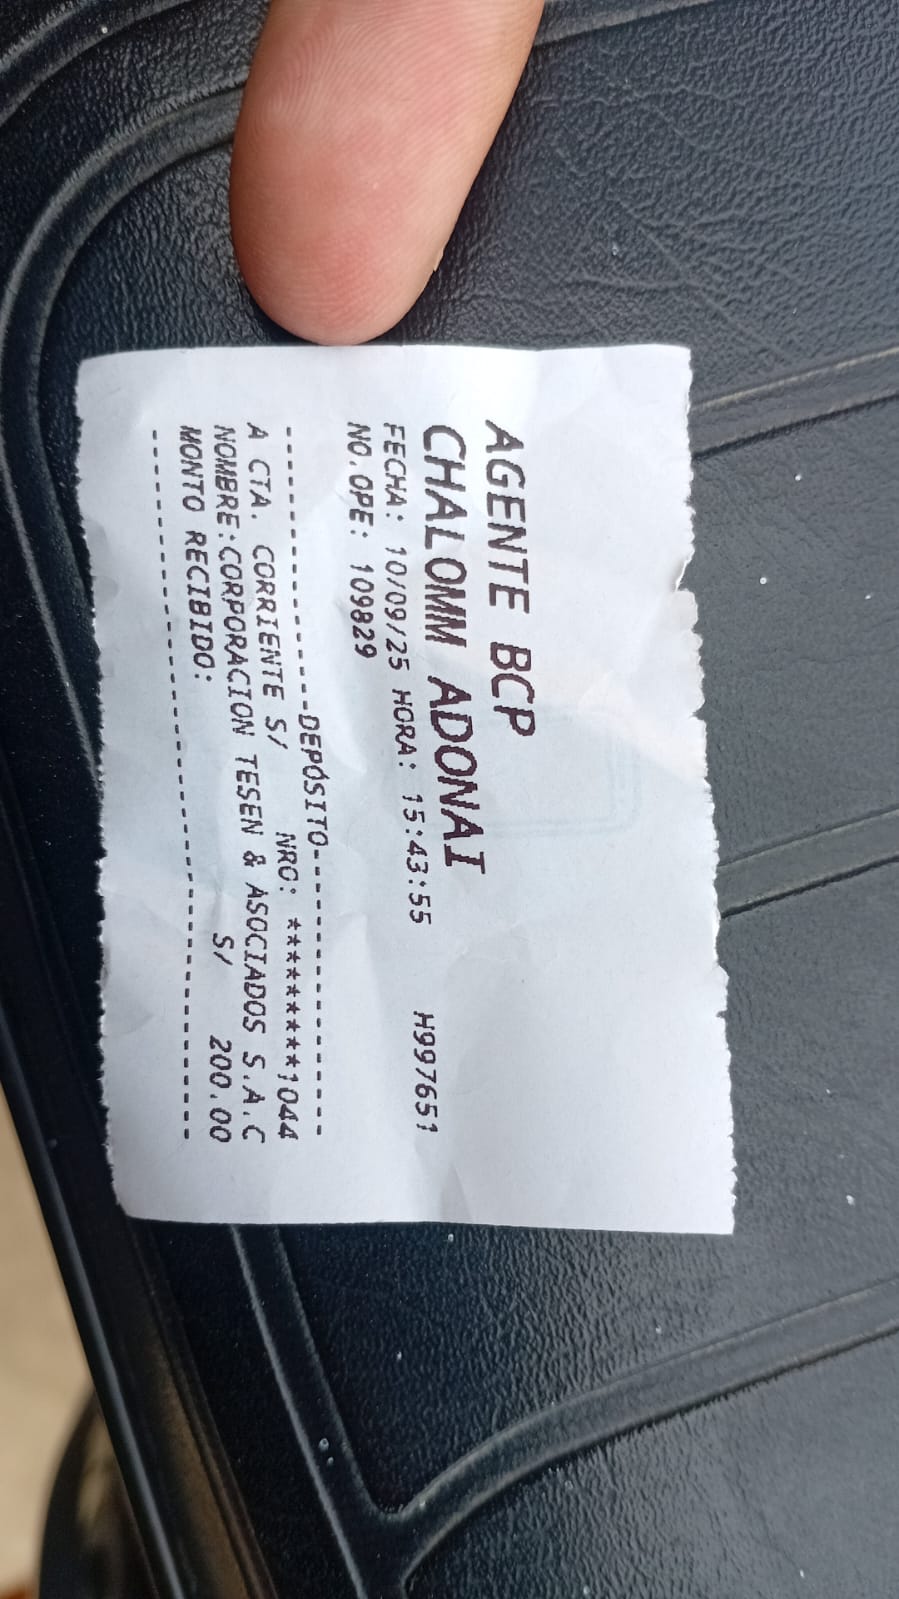 AGENTE BCP
CHALOMM ADONAI
FECHA: 10/09/25 HORA: 15:43:55 H997651
NO.OPE: 109829
--------------------DEPÓSITO--------------------
A CTA. CORRIENTE S/ NRO: *********1044
NOMBRE:CORPORACION TESEN & ASOCIADOS S.A.C
MONTO RECIBIDO: S/ 200.00
------------------------------------------------